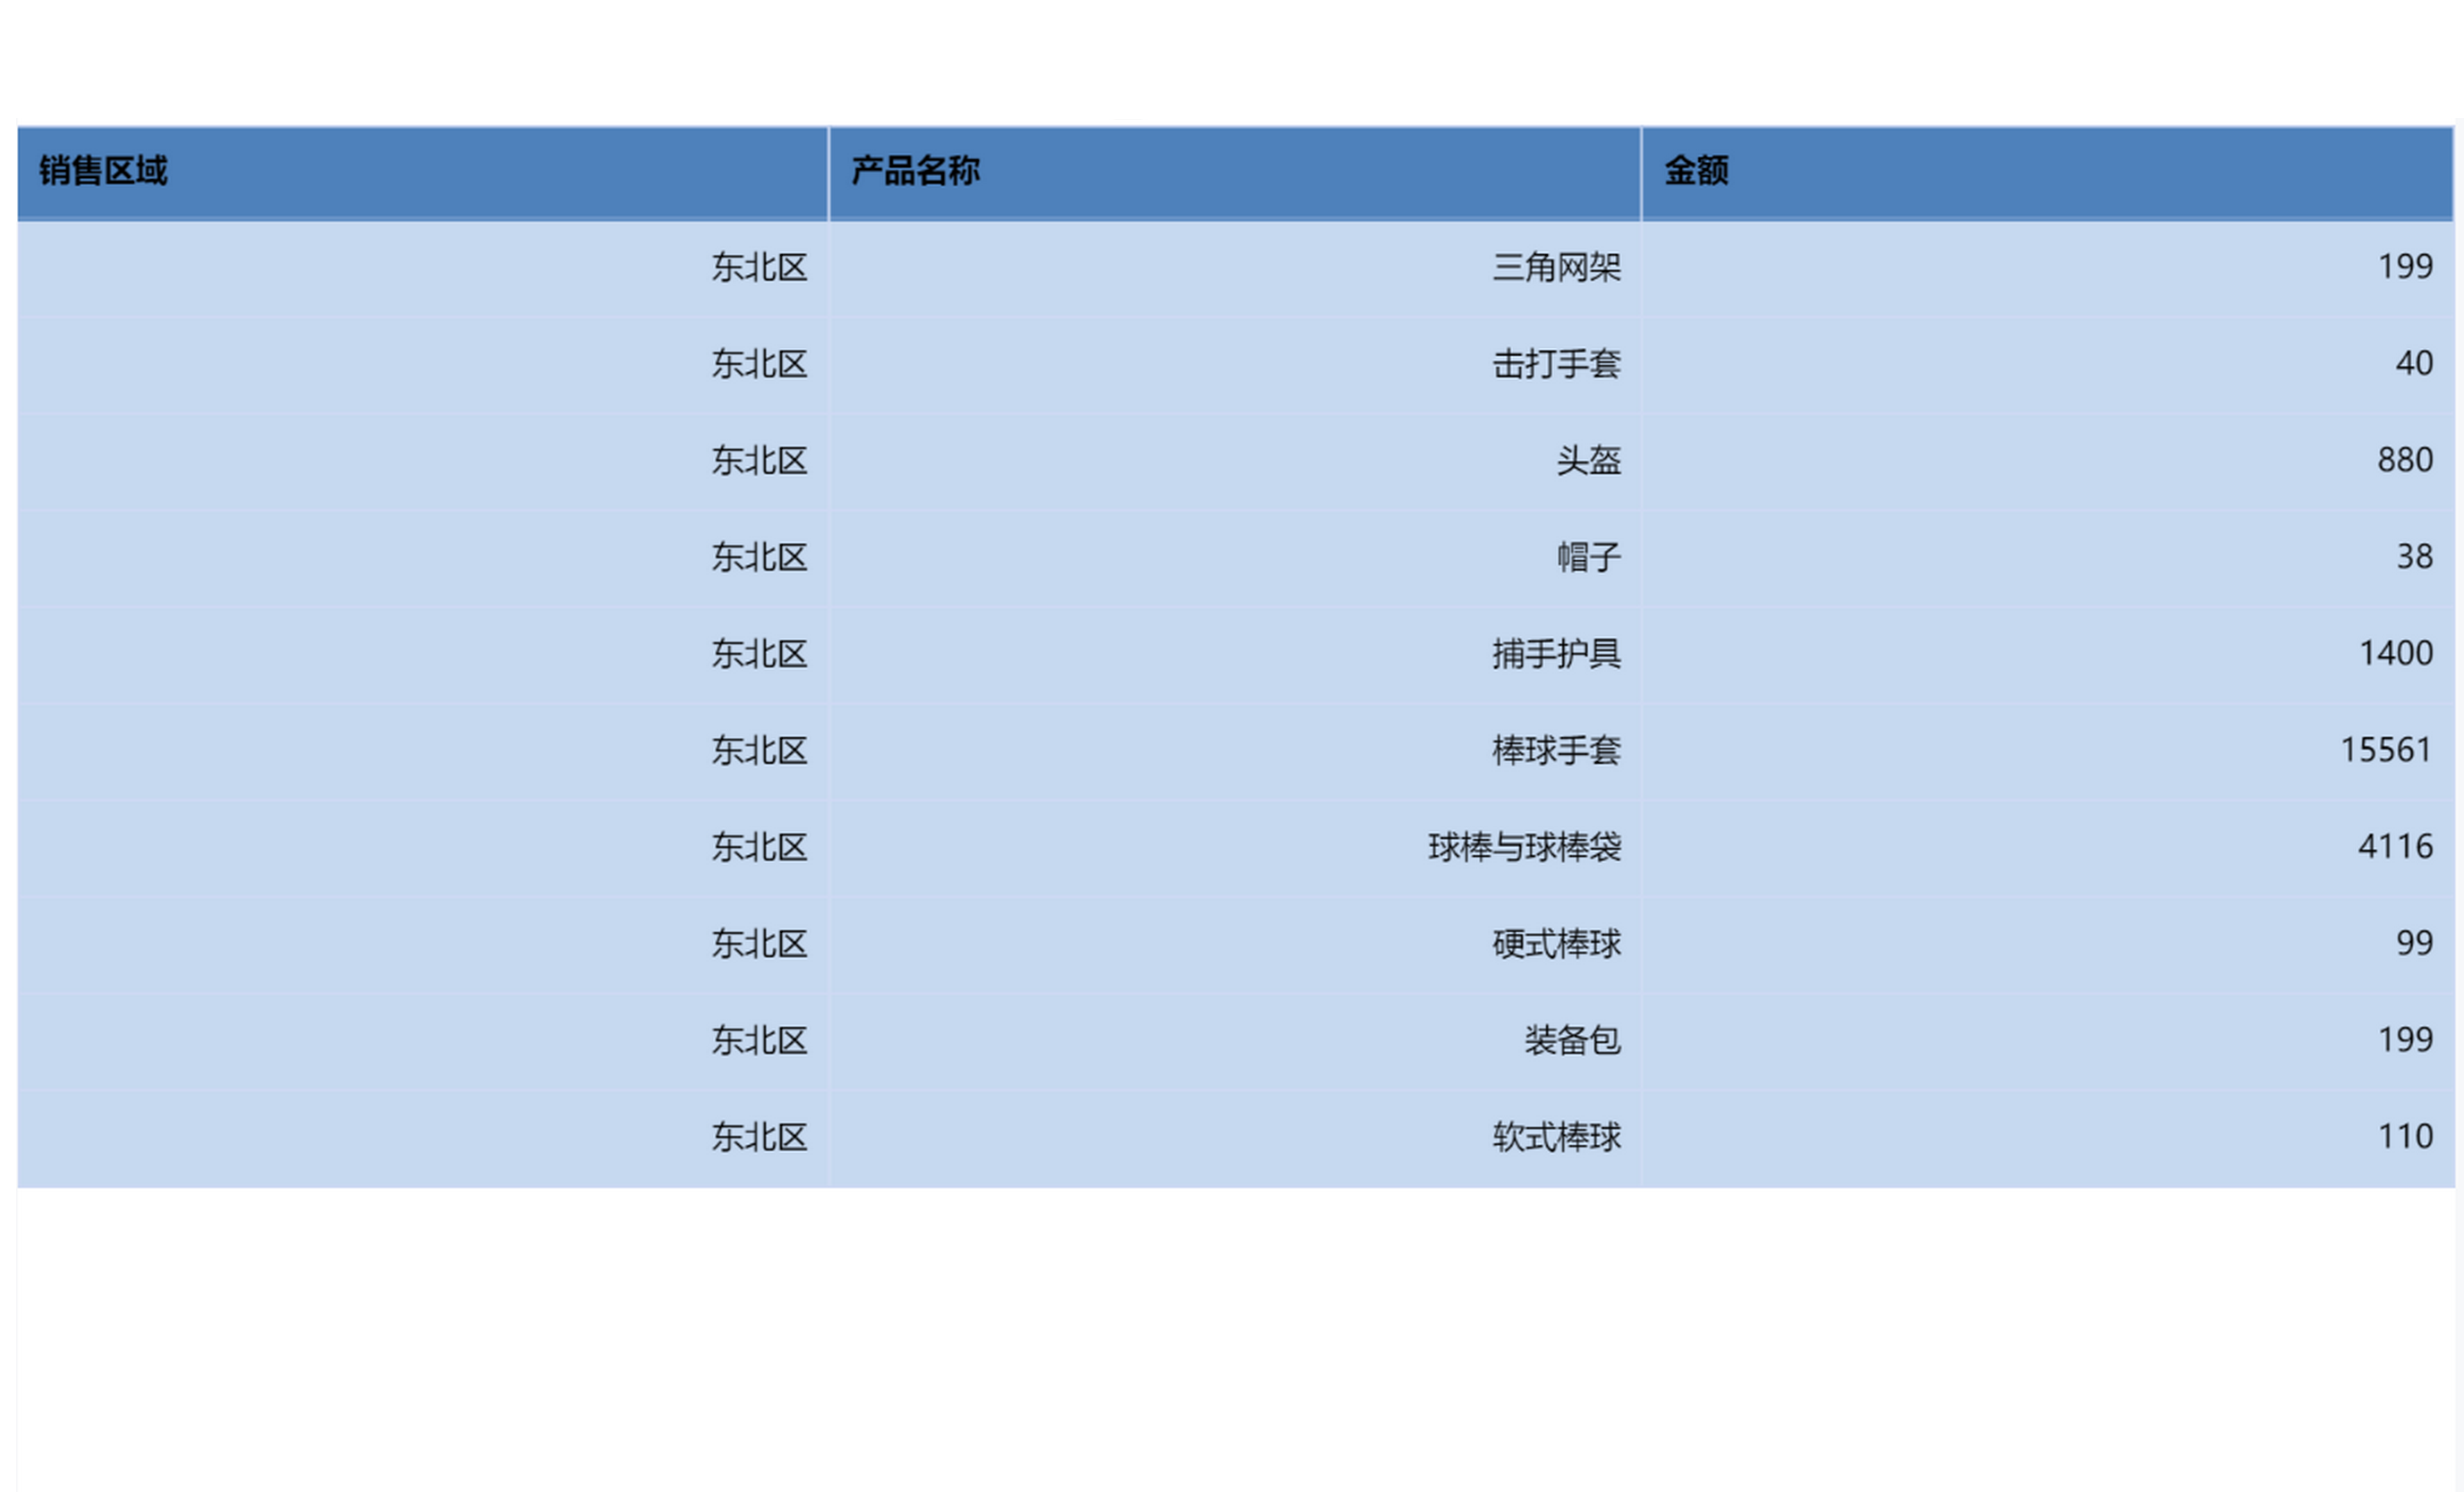 销售区域 产品名称 金额
东北区 三角网架 199
东北区 击打手套 40
东北区 头盔 880
东北区 帽子 38
东北区 捕手护具 1400
东北区 棒球手套 15561
东北区 球棒与球棒袋 4116
东北区 硬式棒球 99
东北区 装备包 199
东北区 软式棒球 110